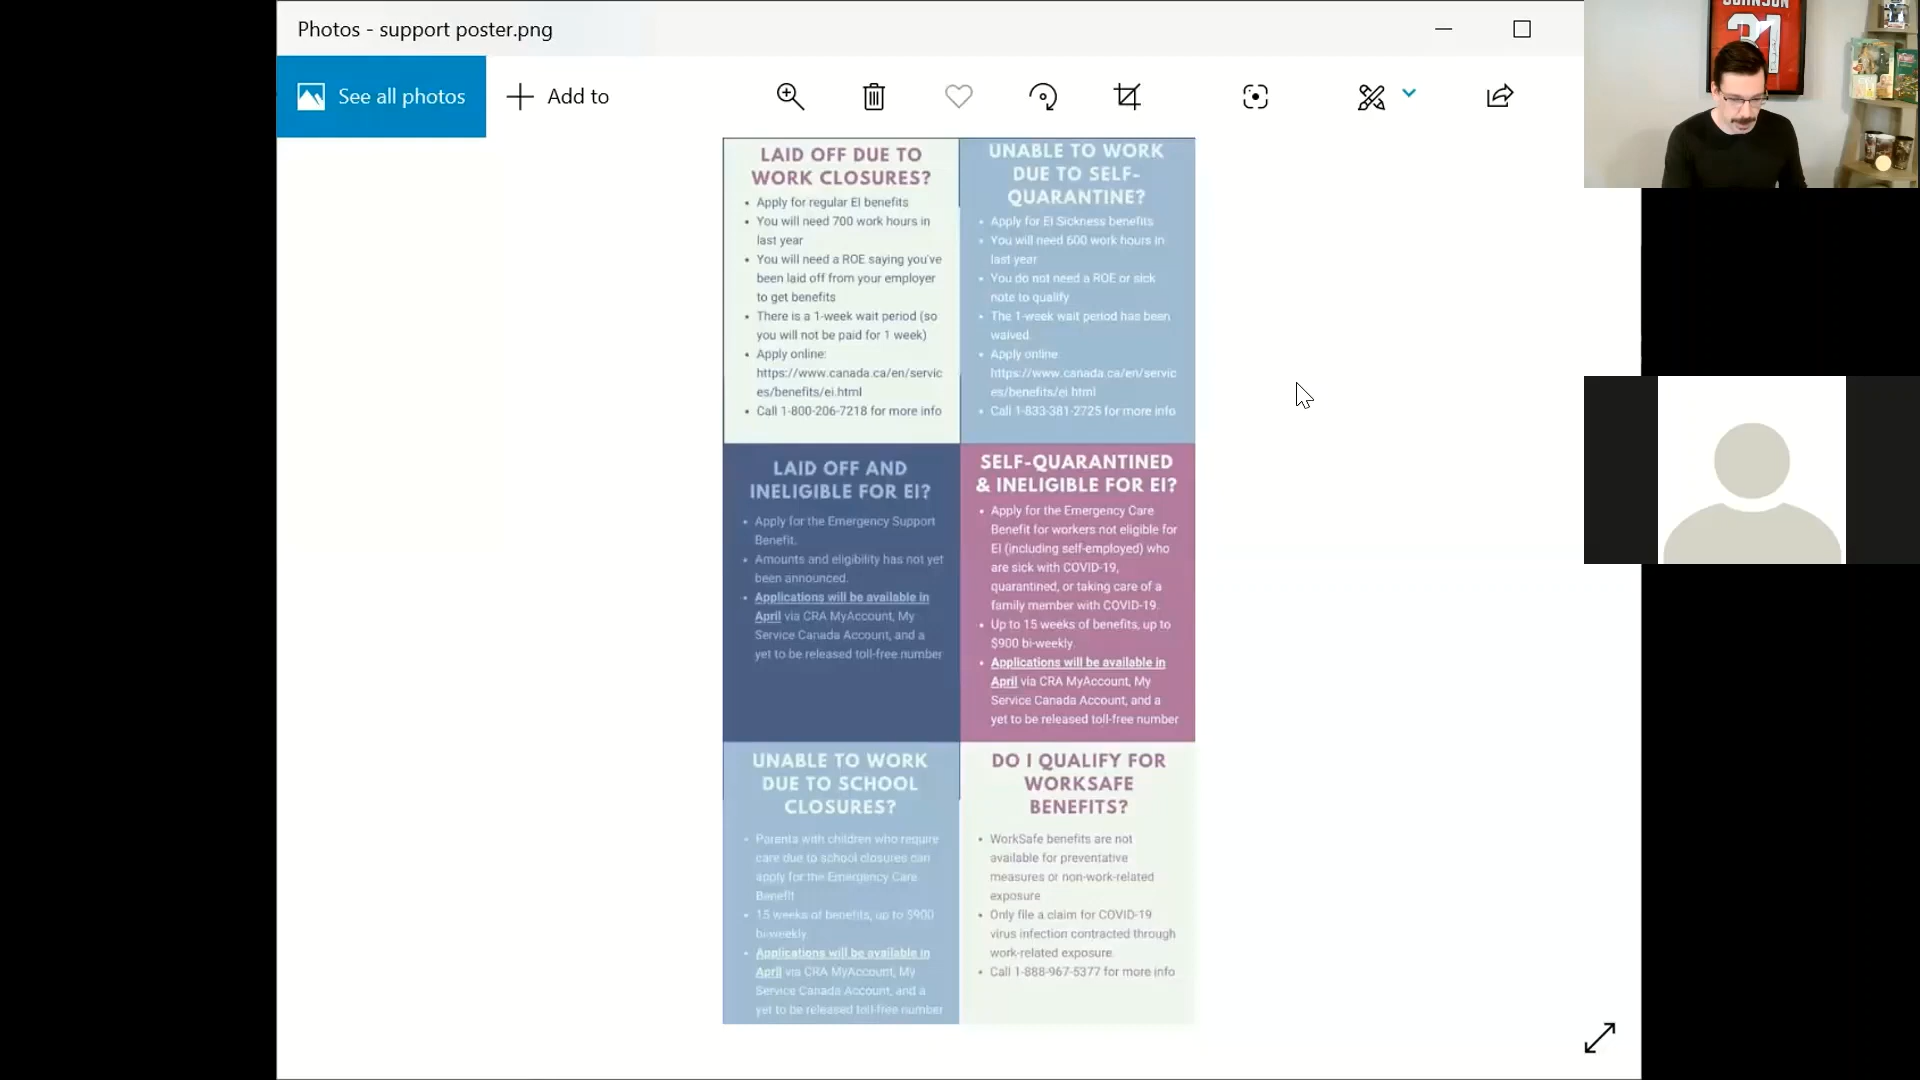 Photos - support poster.png
See all photos
Add to
JOHNSON
31
LAID OFF DUE TO
WORK CLOSURES?
• Apply for regular EI benefits
• You will need 700 work hours in
last year
• You will need a ROE saying you've
been laid off from your employer
to get benefits
• There is a 1-week wait period (so
you will not be paid for 1 week)
• Apply online:
https://www.canada.ca/en/servic
es/benefits/ei.html
• Call 1-800-206-7218 for more info
UNABLE TO WORK
DUE TO SELF-
QUARANTINE?
• Apply for EI Sickness benefits
• You will need 600 work hours in
last year
• You do not need a ROE or sick
note to qualify
• The 1-week wait period has been
waived.
• Apply online:
https://www.canada.ca/en/servic
es/benefits/ei.html
• Call 1-833-381-2725 for more info
LAID OFF AND
INELIGIBLE FOR EI?
• Apply for the Emergency Support
Benefit.
• Amounts and eligibility has not yet
been announced.
• Applications will be available in
April via CRA MyAccount, My
Service Canada Account, and a
yet to be released toll-free number
SELF-QUARANTINED
& INELIGIBLE FOR EI?
• Apply for the Emergency Care
Benefit for workers not eligible for
EI (including self-employed) who
are sick with COVID-19,
quarantined, or taking care of a
family member with COVID-19.
• Up to 15 weeks of benefits, up to
$900 bi-weekly.
• Applications will be available in
April via CRA MyAccount, My
Service Canada Account, and a
yet to be released toll-free number
UNABLE TO WORK
DUE TO SCHOOL
CLOSURES?
• Parents with children who require
care due to school closures can
apply for the Emergency Care
Benefit
• 15 weeks of benefits, up to $900
bi-weekly.
• Applications will be available in
April via CRA MyAccount, My
Service Canada Account, and a
yet to be released toll-free number
DO I QUALIFY FOR
WORKSAFE
BENEFITS?
• WorkSafe benefits are not
available for preventative
measures or non-work-related
exposure
• Only file a claim for COVID-19
virus infection contracted through
work-related exposure.
• Call 1-888-967-5377 for more info